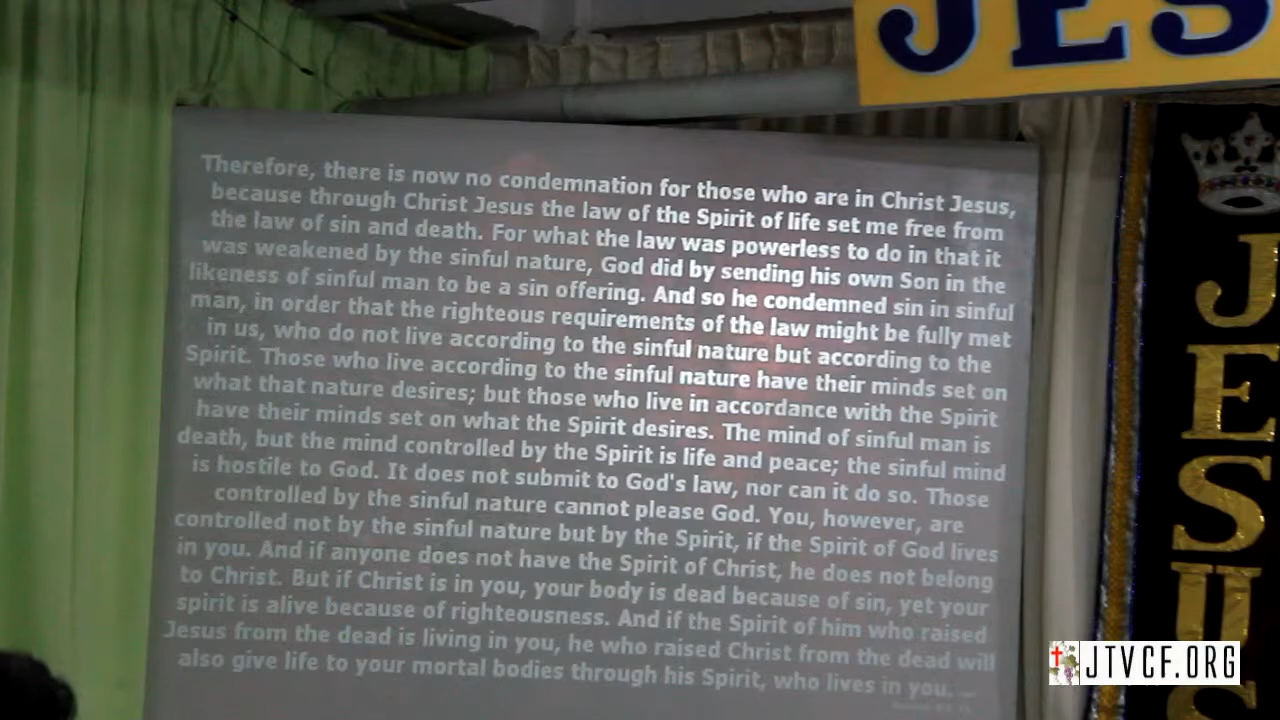 JES
Therefore, there is now no condemnation for those who are in Christ Jesus,
because through Christ Jesus the law of the Spirit of life set me free from
the law of sin and death. For what the law was powerless to do in that it
was weakened by the sinful nature, God did by sending his own Son in the
likeness of sinful man to be a sin offering. And so he condemned sin in sinful
man, in order that the righteous requirements of the law might be fully met
in us, who do not live according to the sinful nature but according to the
Spirit. Those who live according to the sinful nature have their minds set on
what that nature desires; but those who live in accordance with the Spirit
have their minds set on what the Spirit desires. The mind of sinful man is
death, but the mind controlled by the Spirit is life and peace; the sinful mind
is hostile to God. It does not submit to God's law, nor can it do so. Those
controlled by the sinful nature cannot please God. You, however, are
controlled not by the sinful nature but by the Spirit, if the Spirit of God lives
in you. And if anyone does not have the Spirit of Christ, he does not belong
to Christ. But if Christ is in you, your body is dead because of sin, yet your
spirit is alive because of righteousness. And if the Spirit of him who raised
Jesus from the dead is living in you, he who raised Christ from the dead will
also give life to your mortal bodies through his Spirit, who lives in you.
J
E
S
U
S
JTVCF.ORG